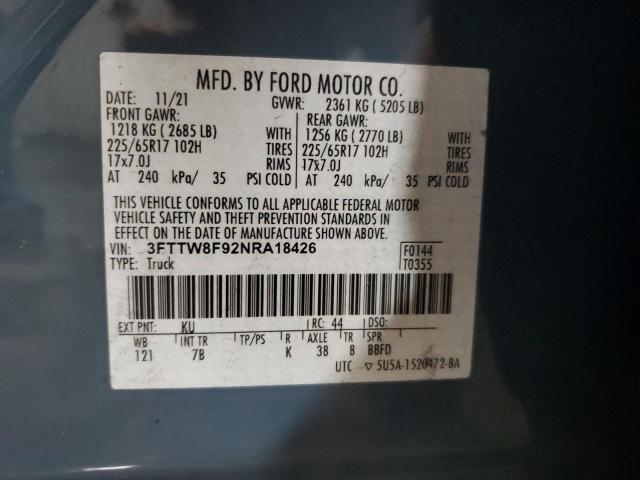 MFD. BY FORD MOTOR CO.
DATE: 11/21 GVWR: 2361 KG ( 5205 LB)
FRONT GAWR: REAR GAWR:
1218 KG ( 2685 LB) WITH 1256 KG ( 2770 LB) WITH
225/65R17 102H TIRES 225/65R17 102H TIRES
17x7.0J RIMS 17x7.0J RIMS
AT 240 kPa/ 35 PSI COLD AT 240 kPa/ 35 PSI COLD
THIS VEHICLE CONFORMS TO ALL APPLICABLE FEDERAL MOTOR
VEHICLE SAFETY AND THEFT PREVENTION STANDARDS IN
EFFECT ON THE DATE OF MANUFACTURE SHOWN ABOVE.
VIN: 3FTTW8F92NRA18426 F0144
TYPE: Truck T0355
EXT PNT: KU RC: 44 DSO:
WB INT TR TP/PS R AXLE TR SPR
121 7B K 38 8 BBFD
UTC ▽ 5U5A-1520472-BA